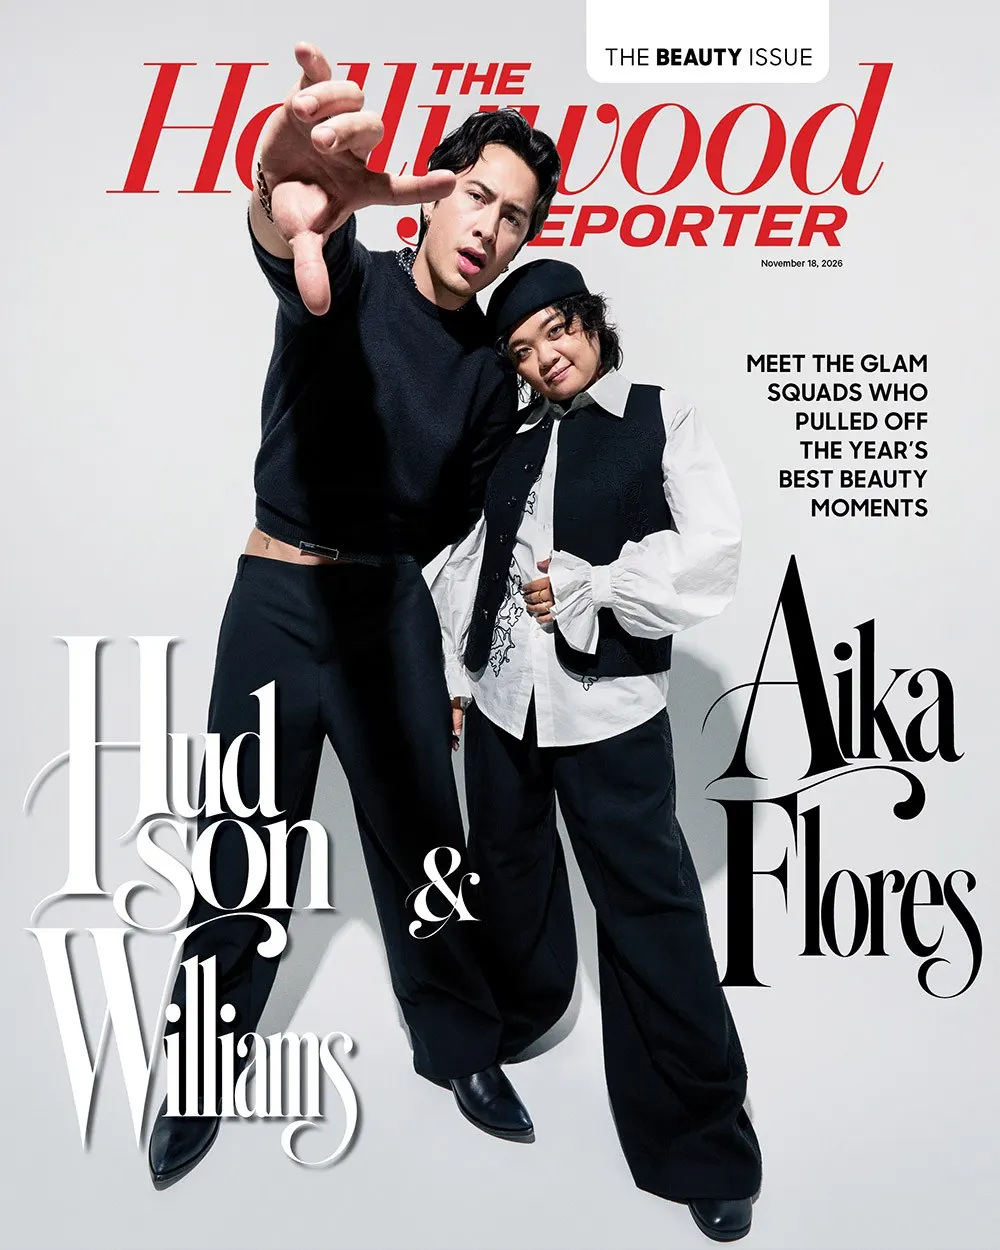 THE BEAUTY ISSUE
THE
Hollywood
REPORTER
November 18, 2026
MEET THE GLAM
SQUADS WHO
PULLED OFF
THE YEAR'S
BEST BEAUTY
MOMENTS
Hud
son
Williams
&
Aika
Flores